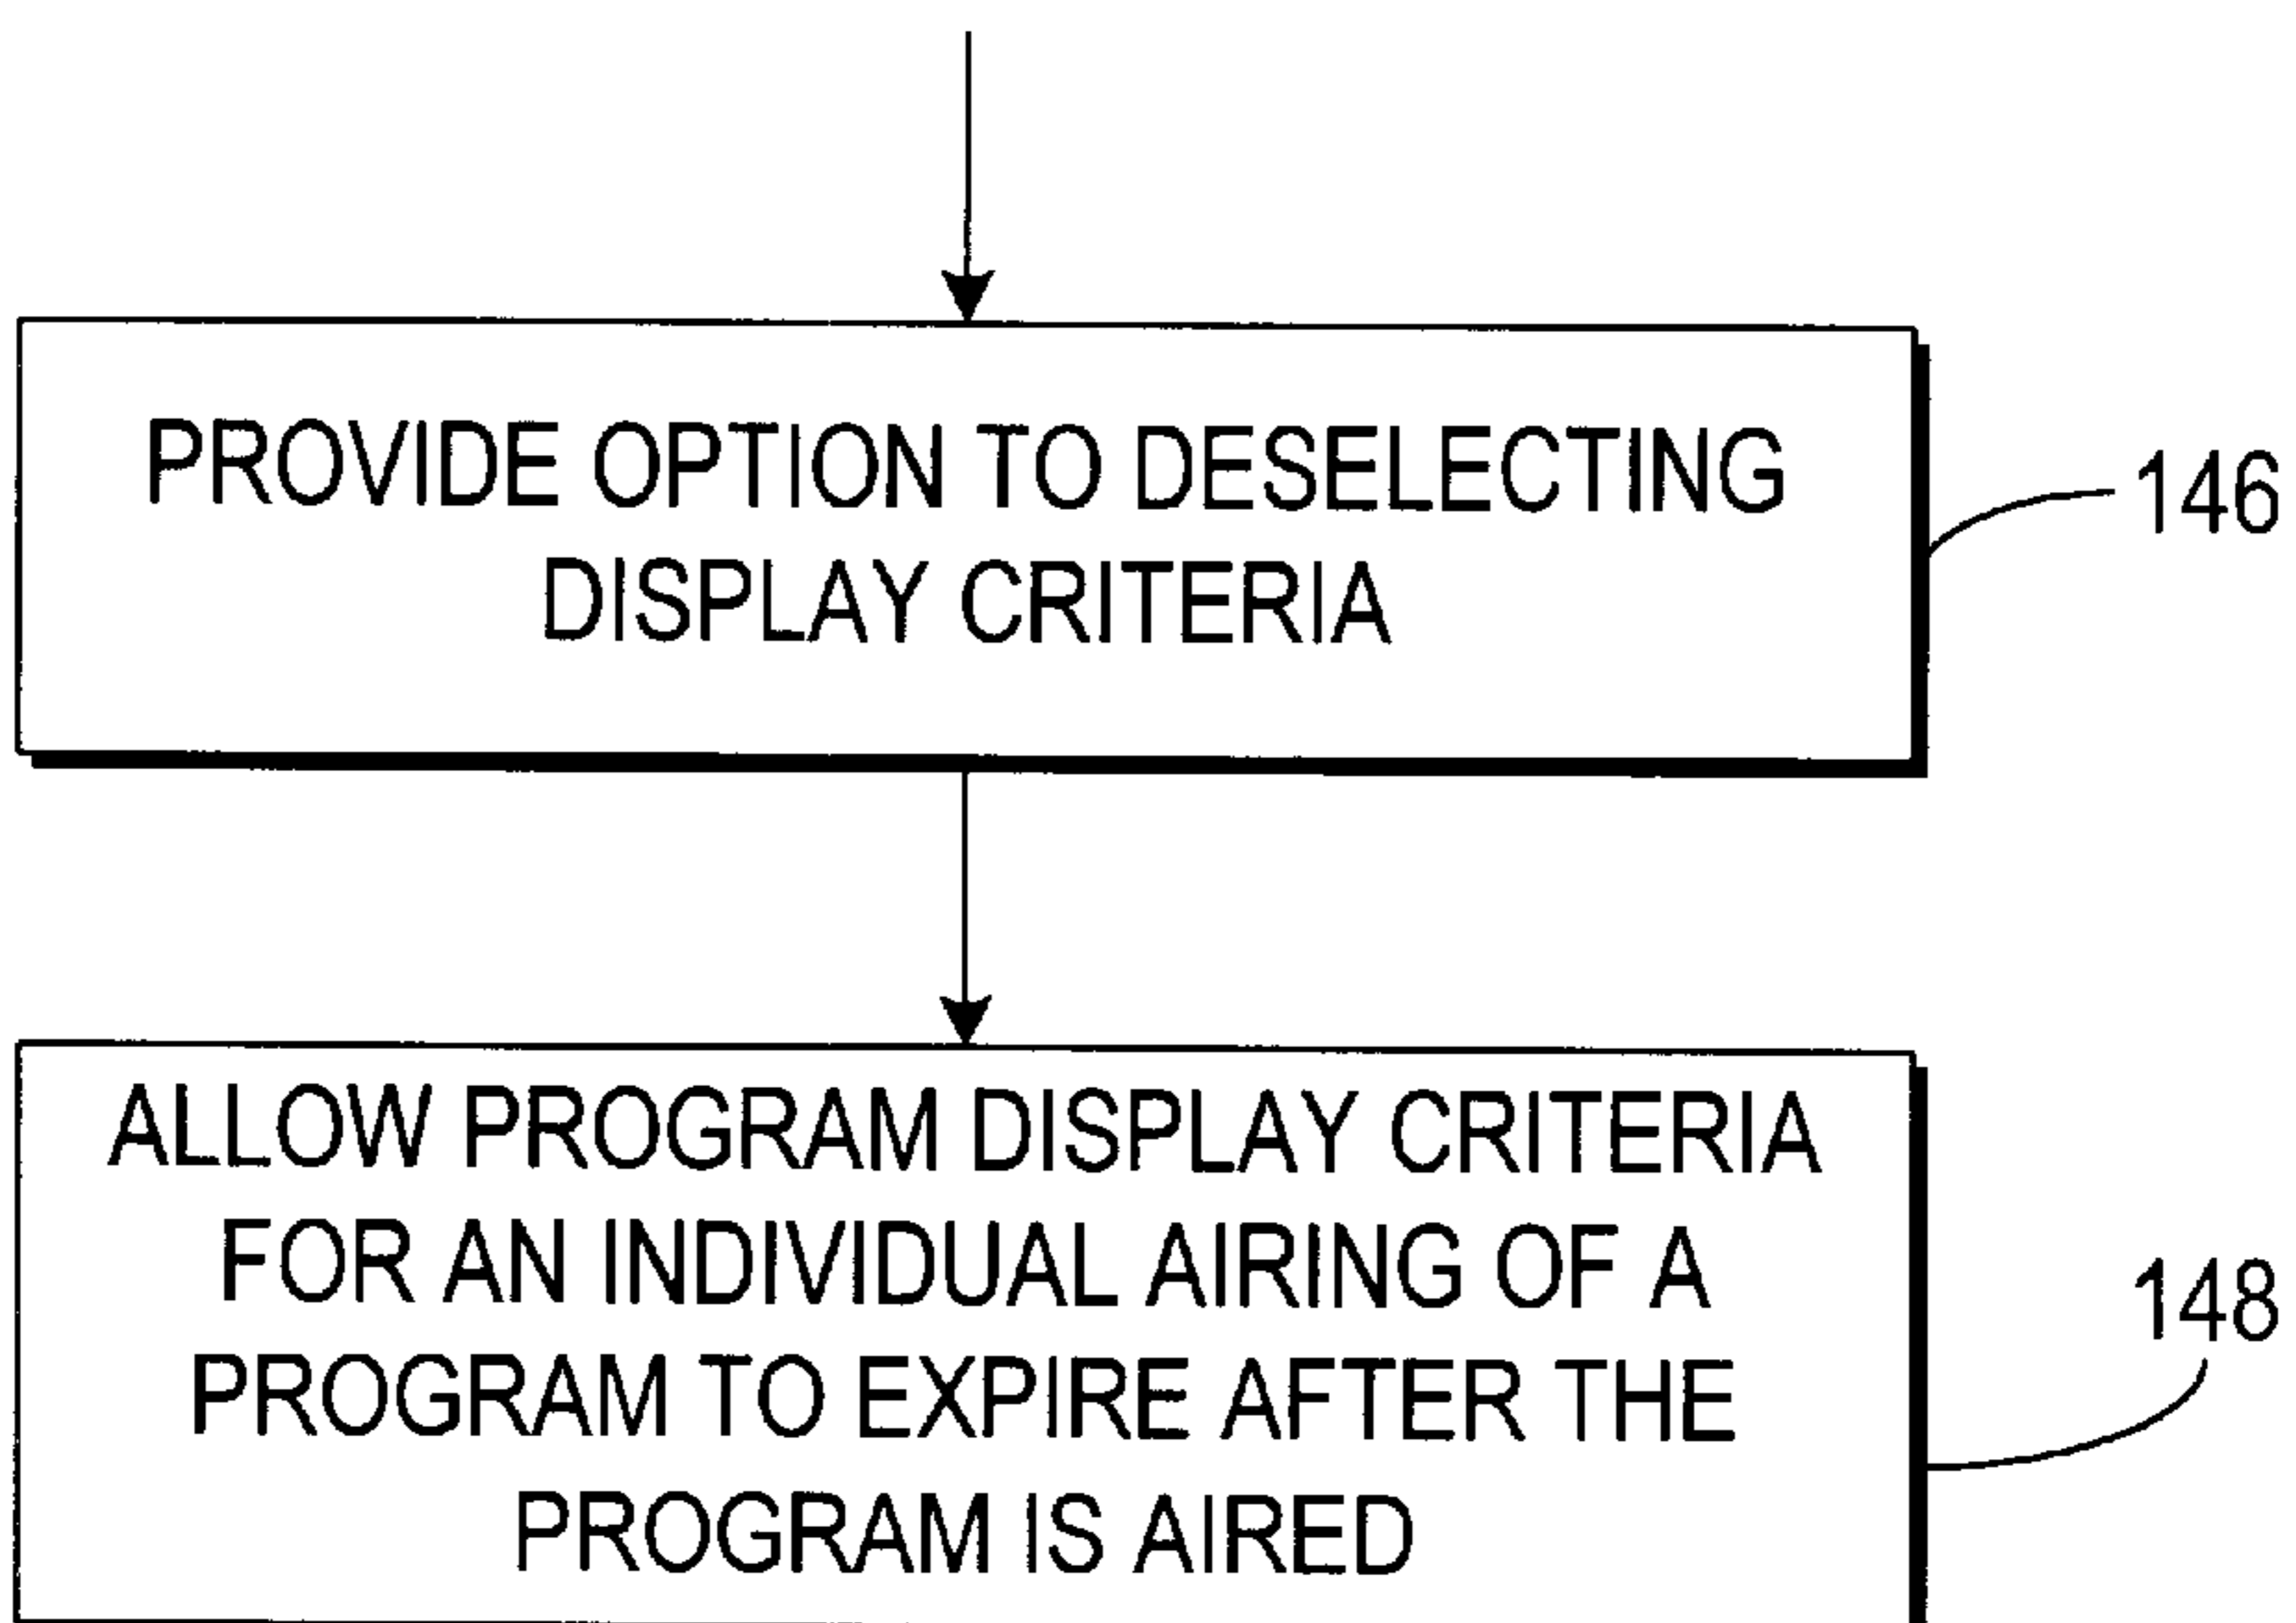 PROVIDE OPTION TO DESELECTING
DISPLAY CRITERIA
146
ALLOW PROGRAM DISPLAY CRITERIA
FOR AN INDIVIDUAL AIRING OF A
PROGRAM TO EXPIRE AFTER THE
PROGRAM IS AIRED
148